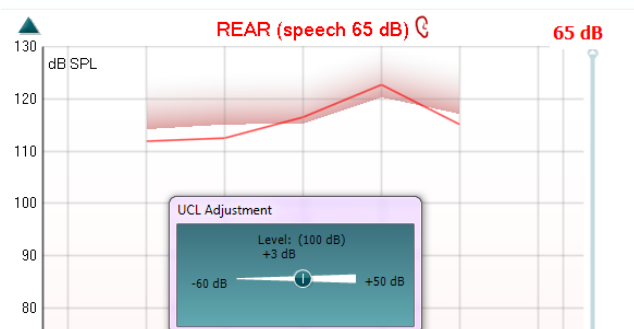 REAR (speech 65 dB)
65 dB
130
dB SPL
120
110
100
UCL Adjustment
Level: (100 dB)
+3 dB
90
-60 dB
+50 dB
80